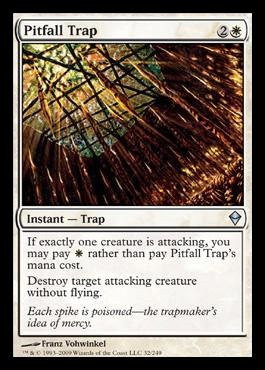 Pitfall Trap 2
Instant — Trap
If exactly one creature is attacking, you
may pay rather than pay Pitfall Trap's
mana cost.
Destroy target attacking creature
without flying.
Each spike is poisoned—the trapmaker's
idea of mercy.
Franz Vohwinkel
™ & © 1993–2009 Wizards of the Coast LLC 32/249